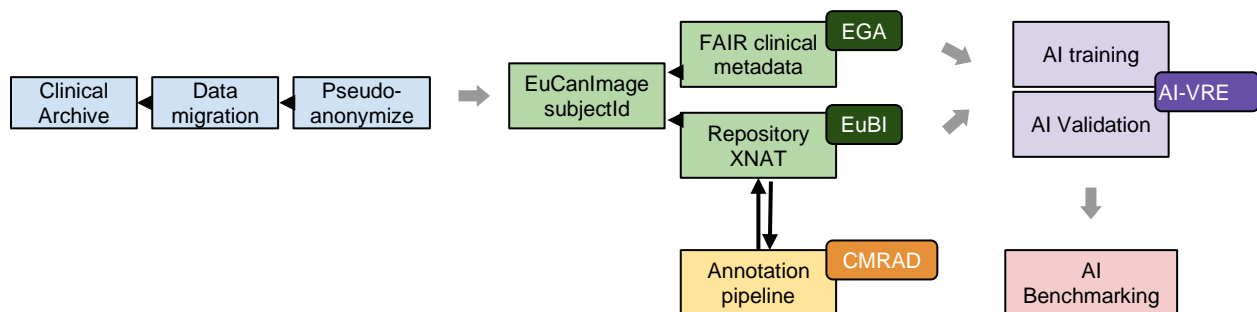 Clinical
Archive
Data
migration
Pseudo-
anonymize
EuCanImage
subjectId
FAIR clinical
metadata
EGA
Repository
XNAT
EuBI
Annotation
pipeline
CMRAD
AI training
AI Validation
AI-VRE
AI
Benchmarking